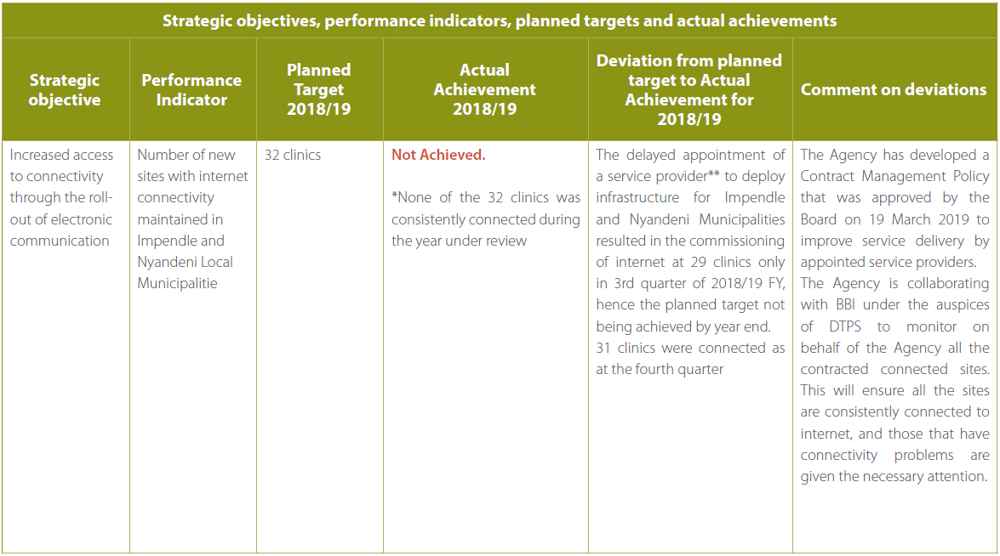 Strategic objectives, performance indicators, planned targets and actual achievements
Strategic
objective
Performance
Indicator
Planned
Target
2018/19
Actual
Achievement
2018/19
Deviation from planned
target to Actual
Achievement for
2018/19
Comment on deviations
Increased access
to connectivity
through the roll-
out of electronic
communication
Number of new
sites with internet
connectivity
maintained in
Impendle and
Nyandeni Local
Municipalitie
32 clinics
Not Achieved.
*None of the 32 clinics was
consistently connected during
the year under review
The delayed appointment of
a service provider** to deploy
infrastructure for Impendle
and Nyandeni Municipalities
resulted in the commissioning
of internet at 29 clinics only
in 3rd quarter of 2018/19 FY,
hence the planned target not
being achieved by year end.
31 clinics were connected as
at the fourth quarter
The Agency has developed a
Contract Management Policy
that was approved by the
Board on 19 March 2019 to
improve service delivery by
appointed service providers.
The Agency is collaborating
with BBI under the auspices
of DTPS to monitor on
behalf of the Agency all the
contracted connected sites.
This will ensure all the sites
are consistently connected to
internet, and those that have
connectivity problems are
given the necessary attention.